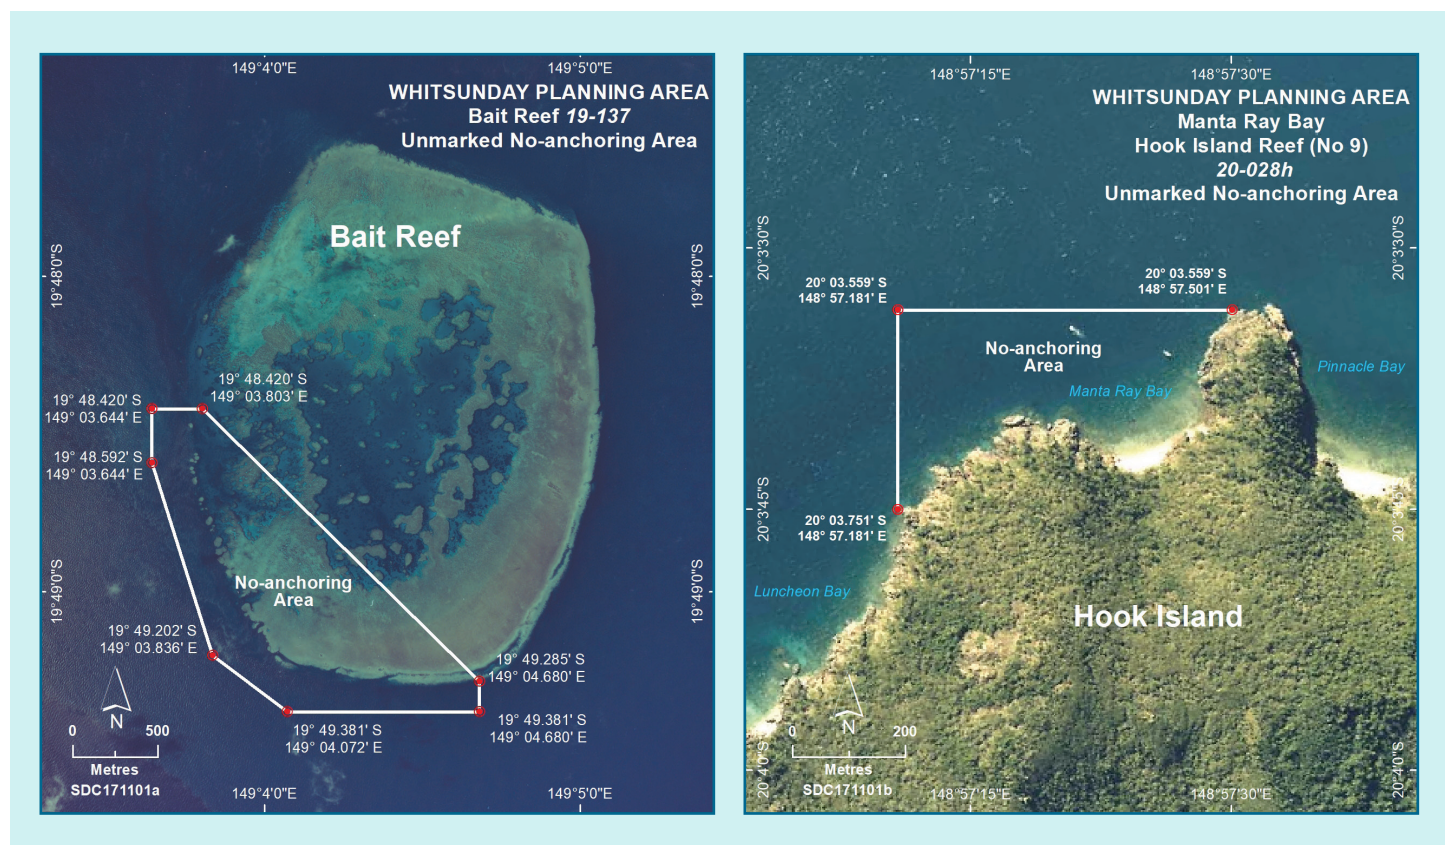 149°4'0"E
149°5'0"E
WHITSUNDAY PLANNING AREA
Bait Reef 19-137
Unmarked No-anchoring Area
Bait Reef
19°48'0"S
19°48'0"S
19° 48.420' S
149° 03.803' E
19° 48.420' S
149° 03.644' E
19° 48.592' S
149° 03.644' E
No-anchoring
Area
19°49'0"S
19°49'0"S
19° 49.202' S
149° 03.836' E
19° 49.285' S
149° 04.680' E
19° 49.381' S
149° 04.680' E
19° 49.381' S
149° 04.072' E
N
0
500
Metres
SDC171101a
149°4'0"E
149°5'0"E
148°57'15"E
148°57'30"E
WHITSUNDAY PLANNING AREA
Manta Ray Bay
Hook Island Reef (No 9)
20-028h
Unmarked No-anchoring Area
20°3'30"S
20°3'30"S
20° 03.559' S
148° 57.181' E
20° 03.559' S
148° 57.501' E
No-anchoring
Area
Manta Ray Bay
Pinnacle Bay
20°3'45"S
20°3'45"S
20° 03.751' S
148° 57.181' E
Luncheon Bay
Hook Island
N
0
200
Metres
SDC171101b
20°4'0"S
20°4'0"S
148°57'15"E
148°57'30"E